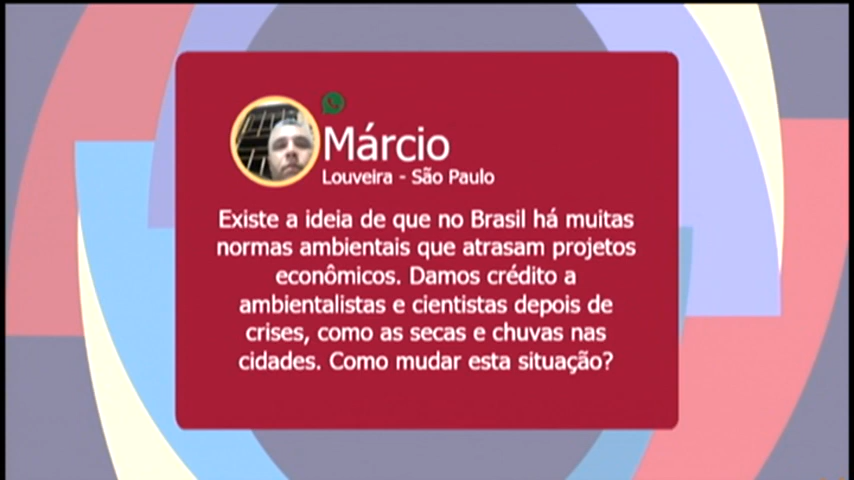 Márcio
Louveira - São Paulo
Existe a ideia de que no Brasil há muitas
normas ambientais que atrasam projetos
econômicos. Damos crédito a
ambientalistas e cientistas depois de
crises, como as secas e chuvas nas
cidades. Como mudar esta situação?